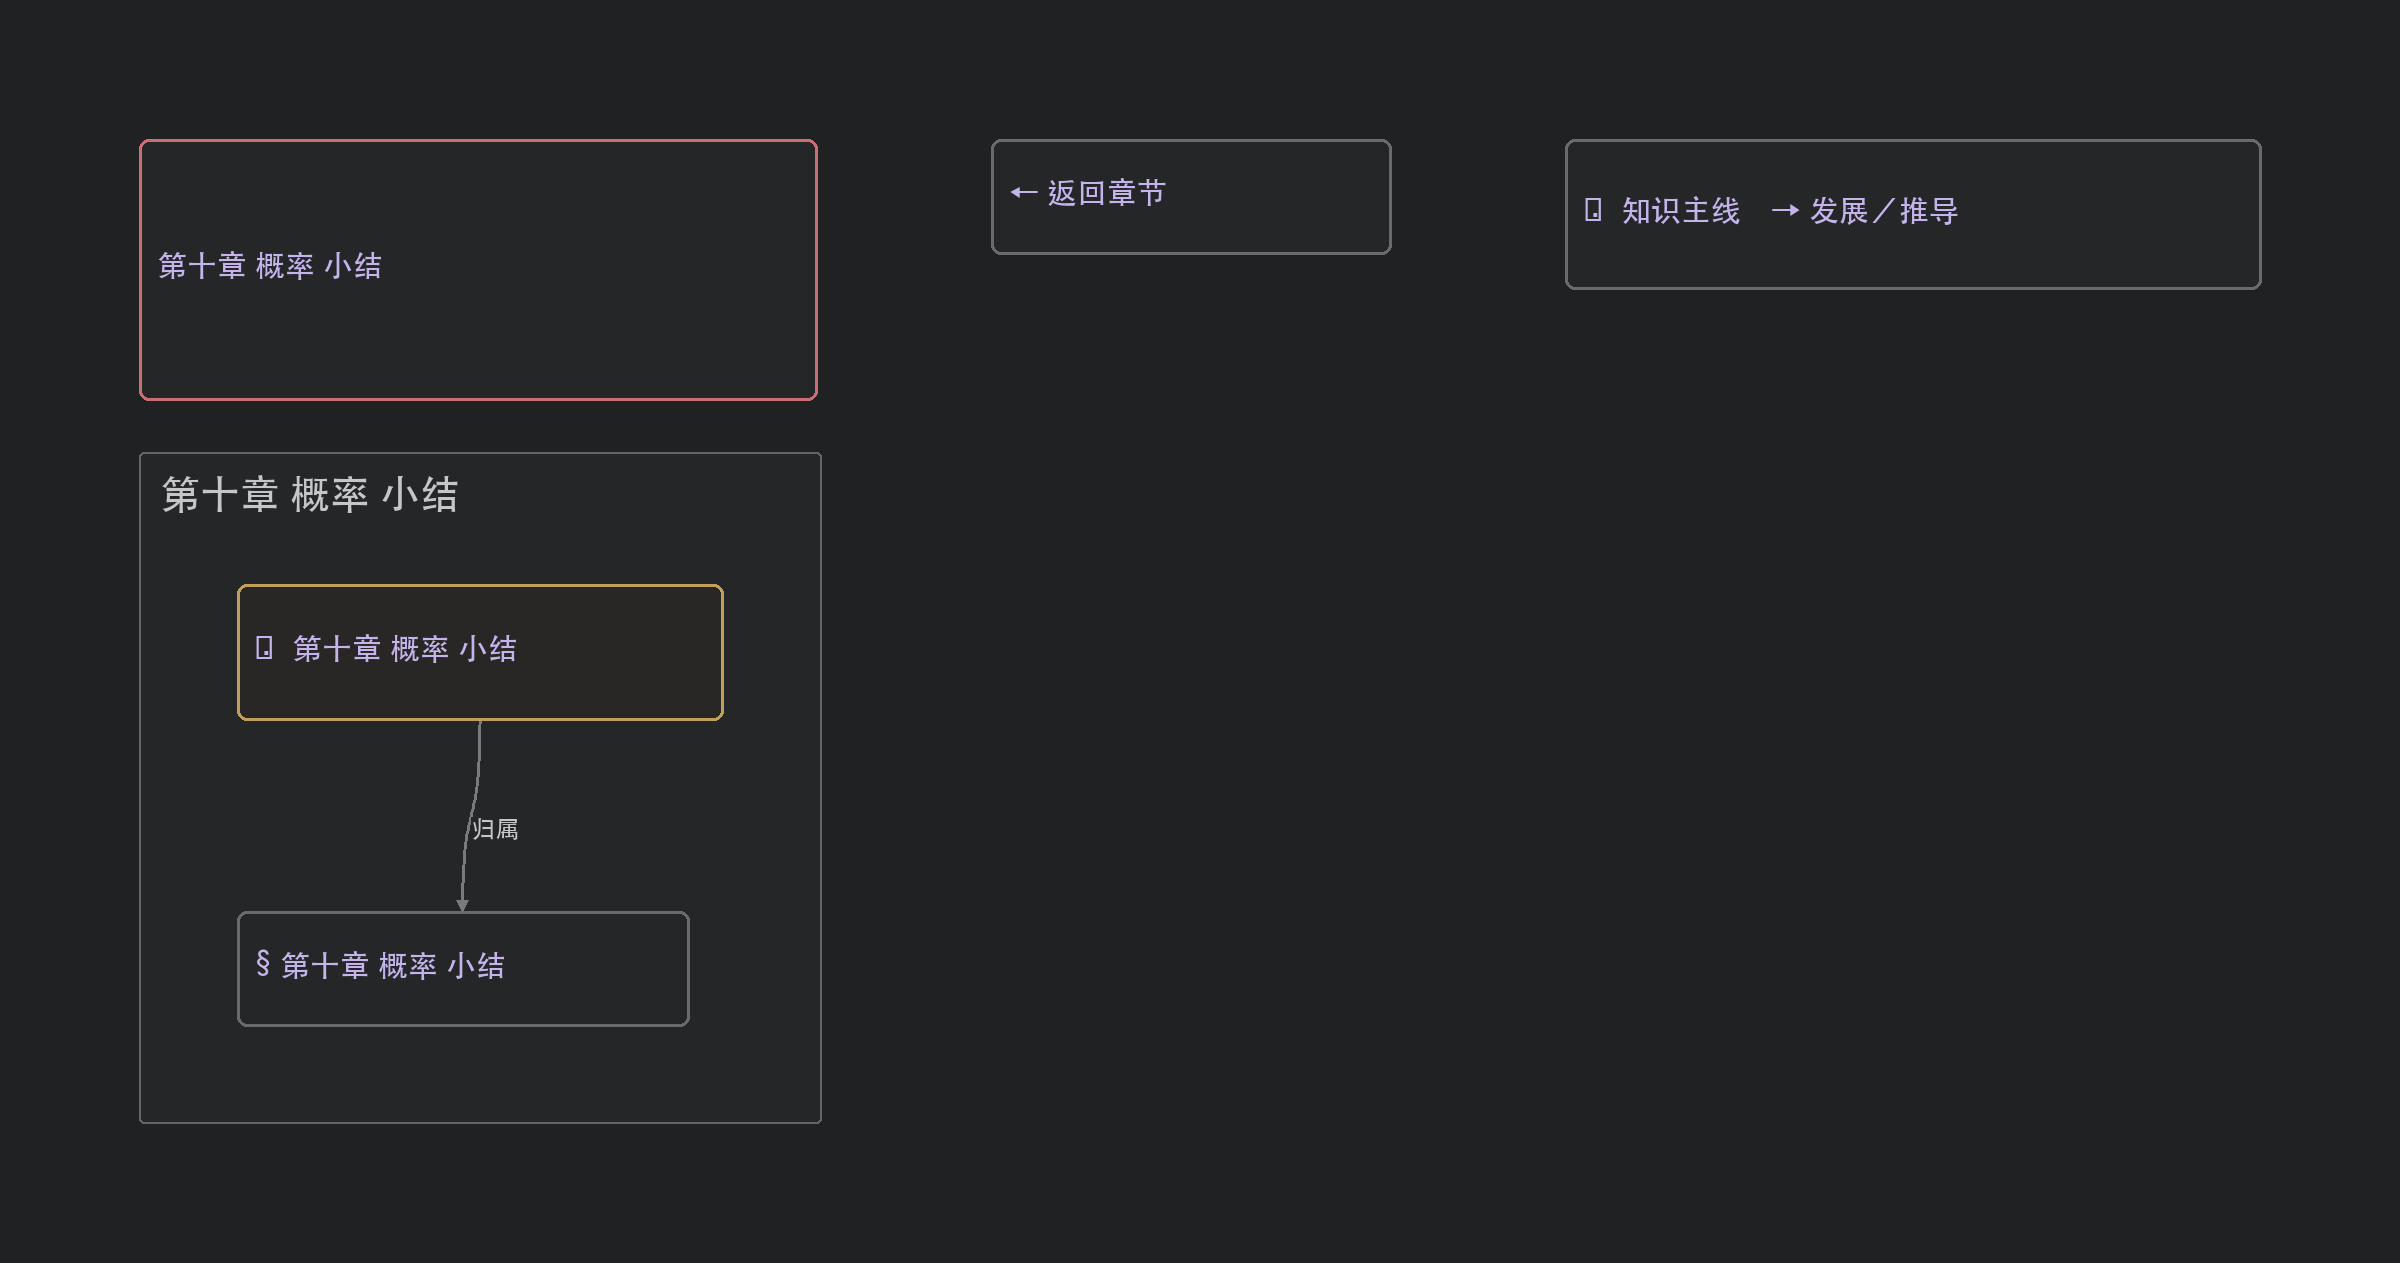 第十章 概率 小结
← 返回章节
知识主线 → 发展／推导
第十章 概率 小结
第十章 概率 小结
归属
§ 第十章 概率 小结